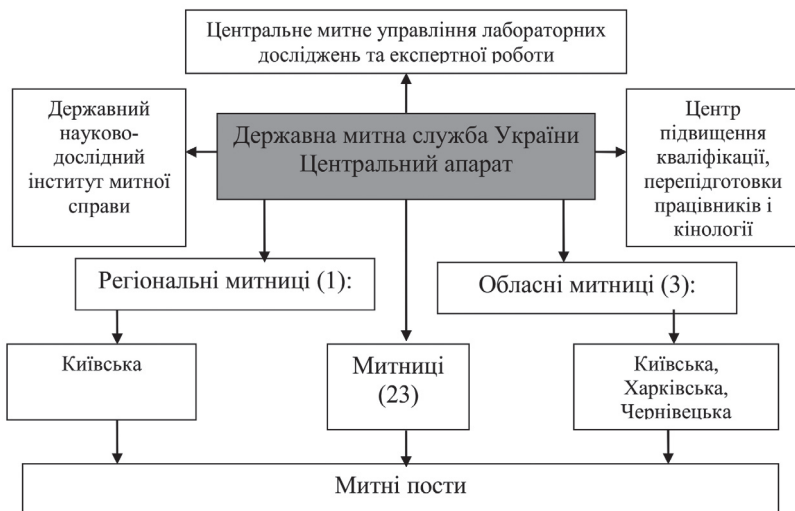 Центральне митне управління лабораторних
досліджень та експертної роботи
Державний
науково-
дослідний
інститут митної
справи
Державна митна служба України
Центральний апарат
Центр
підвищення
кваліфікації,
перепідготовки
працівників і
кінології
Регіональні митниці (1):
Обласні митниці (3):
Київська
Митниці
(23)
Київська,
Харківська,
Чернівецька
Митні пости